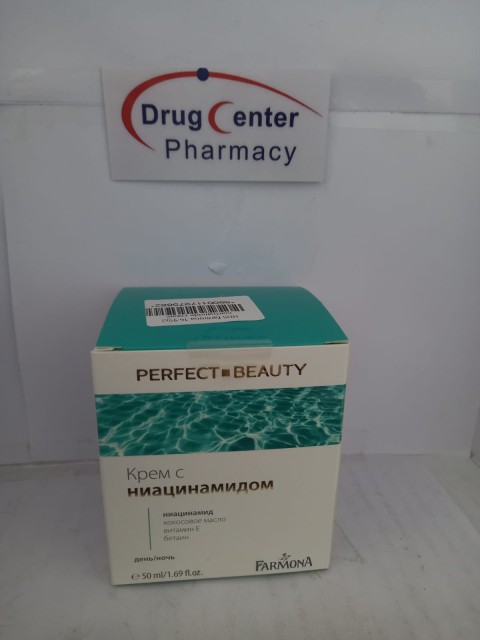 Drug Center
Pharmacy
PERFECT BEAUTY
Крем с
ниацинамидом
ниацинамид
кокосовое масло
витамин Е
бетаин
день/ночь
℮ 50 ml/1.69 fl.oz.
FARMONA